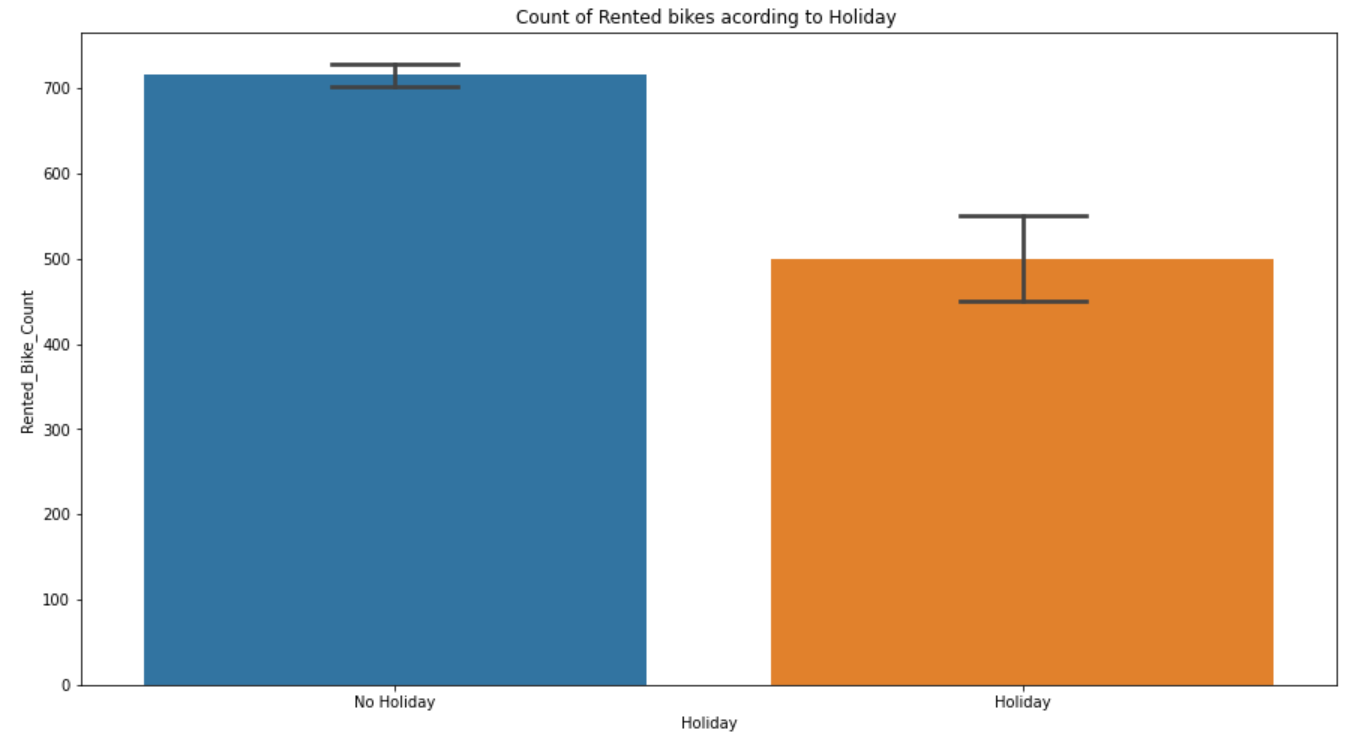 Count of Rented bikes acording to Holiday
700
600
500
400
300
200
100
0
Rented_Bike_Count
No Holiday
Holiday
Holiday